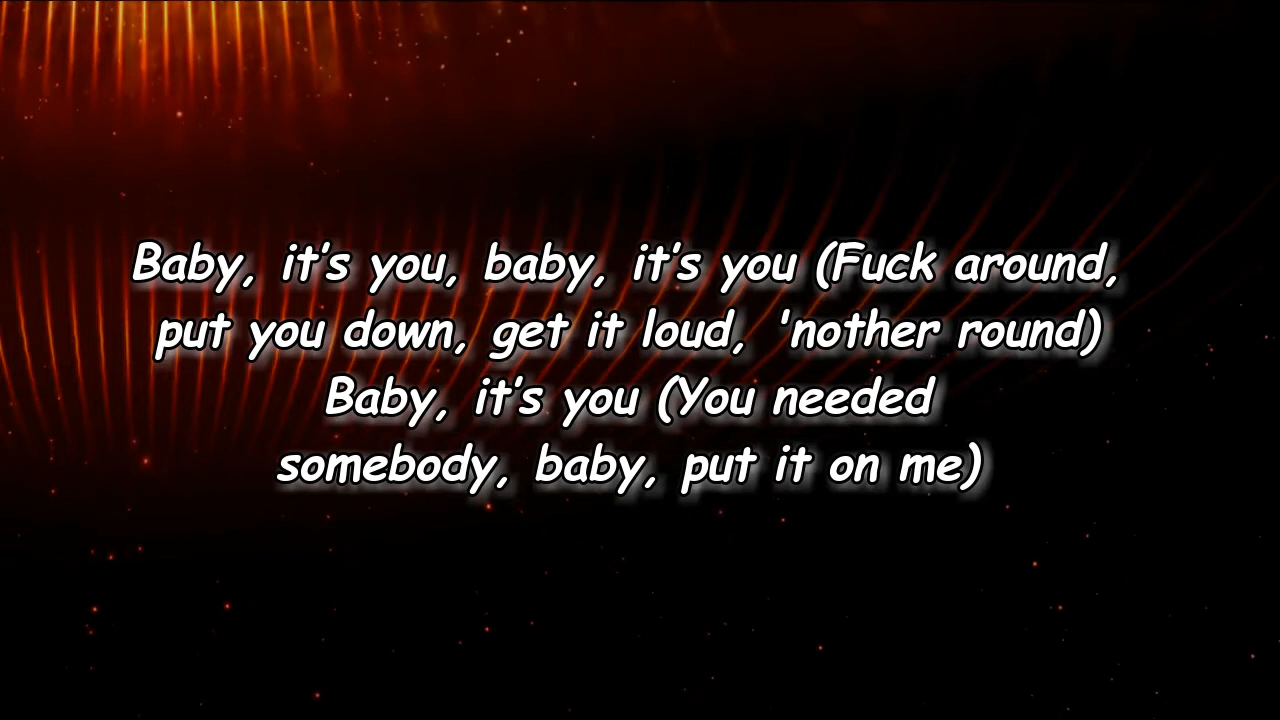 Baby, it’s you, baby, it’s you (Fuck around,
put you down, get it loud, 'nother round)
Baby, it’s you (You needed
somebody, baby, put it on me)